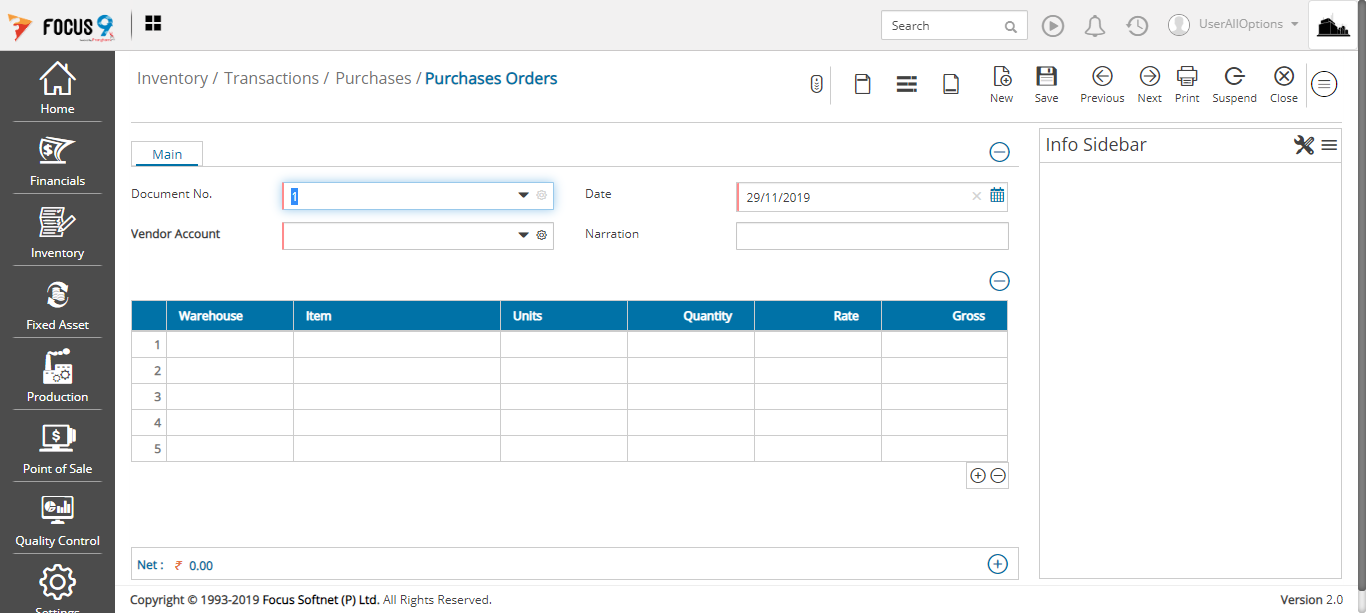 FOCUS 9
Search
UserAllOptions
Home
Financials
Inventory
Fixed Asset
Production
Point of Sale
Quality Control
Settings
Inventory / Transactions / Purchases / Purchases Orders
New
Save
Previous
Next
Print
Suspend
Close
Main
Document No.
1
Date
29/11/2019
Vendor Account
Narration
Warehouse Item Units Quantity Rate Gross
1
2
3
4
5
Net : ₹ 0.00
Info Sidebar
Copyright © 1993-2019 Focus Softnet (P) Ltd. All Rights Reserved.
Version 2.0